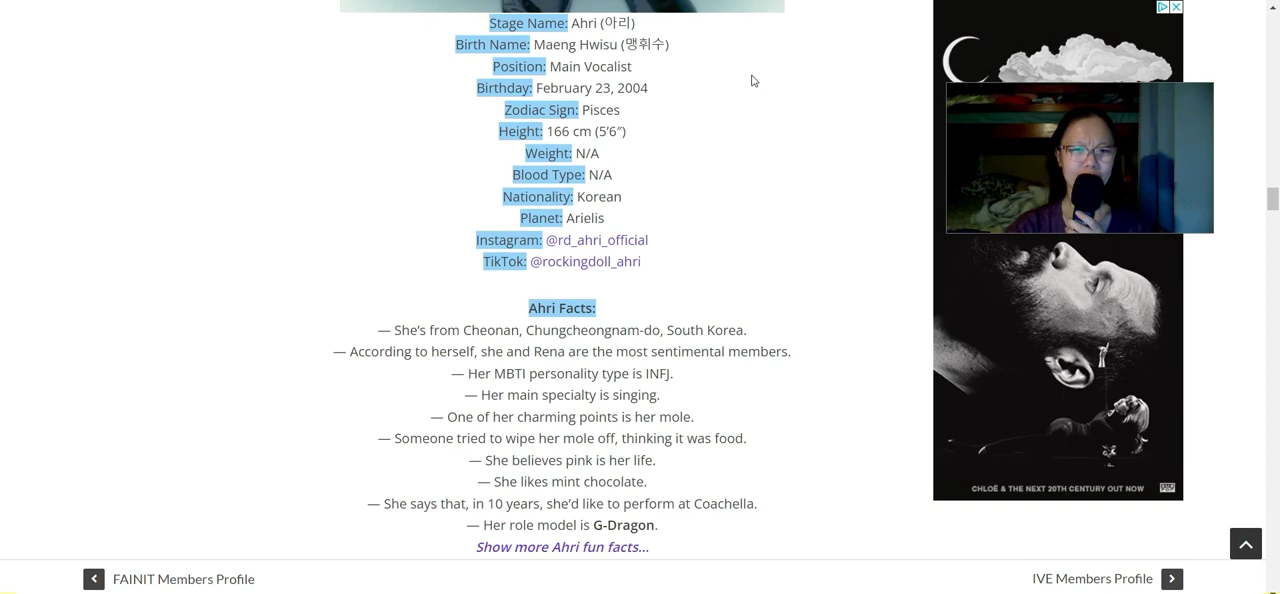 Stage Name: Ahri (아리)
Birth Name: Maeng Hwisu (맹휘수)
Position: Main Vocalist
Birthday: February 23, 2004
Zodiac Sign: Pisces
Height: 166 cm (5’6″)
Weight: N/A
Blood Type: N/A
Nationality: Korean
Planet: Arielis
Instagram: @rd_ahri_official
TikTok: @rockingdoll_ahri
Ahri Facts:
— She’s from Cheonan, Chungcheongnam-do, South Korea.
— According to herself, she and Rena are the most sentimental members.
— Her MBTI personality type is INFJ.
— Her main specialty is singing.
— One of her charming points is her mole.
— Someone tried to wipe her mole off, thinking it was food.
— She believes pink is her life.
— She likes mint chocolate.
— She says that, in 10 years, she’d like to perform at Coachella.
— Her role model is G-Dragon.
Show more Ahri fun facts…
CHLOË & THE NEXT 20TH CENTURY OUT NOW
FAINIT Members Profile
IVE Members Profile